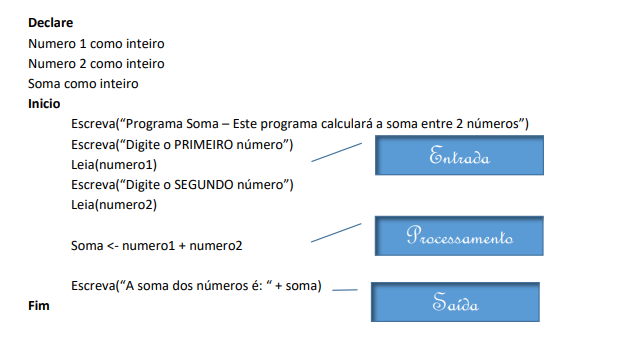 Declare
Numero 1 como inteiro
Numero 2 como inteiro
Soma como inteiro
Inicio
Escreva(“Programa Soma – Este programa calculará a soma entre 2 números”)
Escreva(“Digite o PRIMEIRO número”)
Leia(numero1)
Entrada
Escreva(“Digite o SEGUNDO número”)
Leia(numero2)
Soma <- numero1 + numero2
Processamento
Escreva(“A soma dos números é: “ + soma)
Saída
Fim